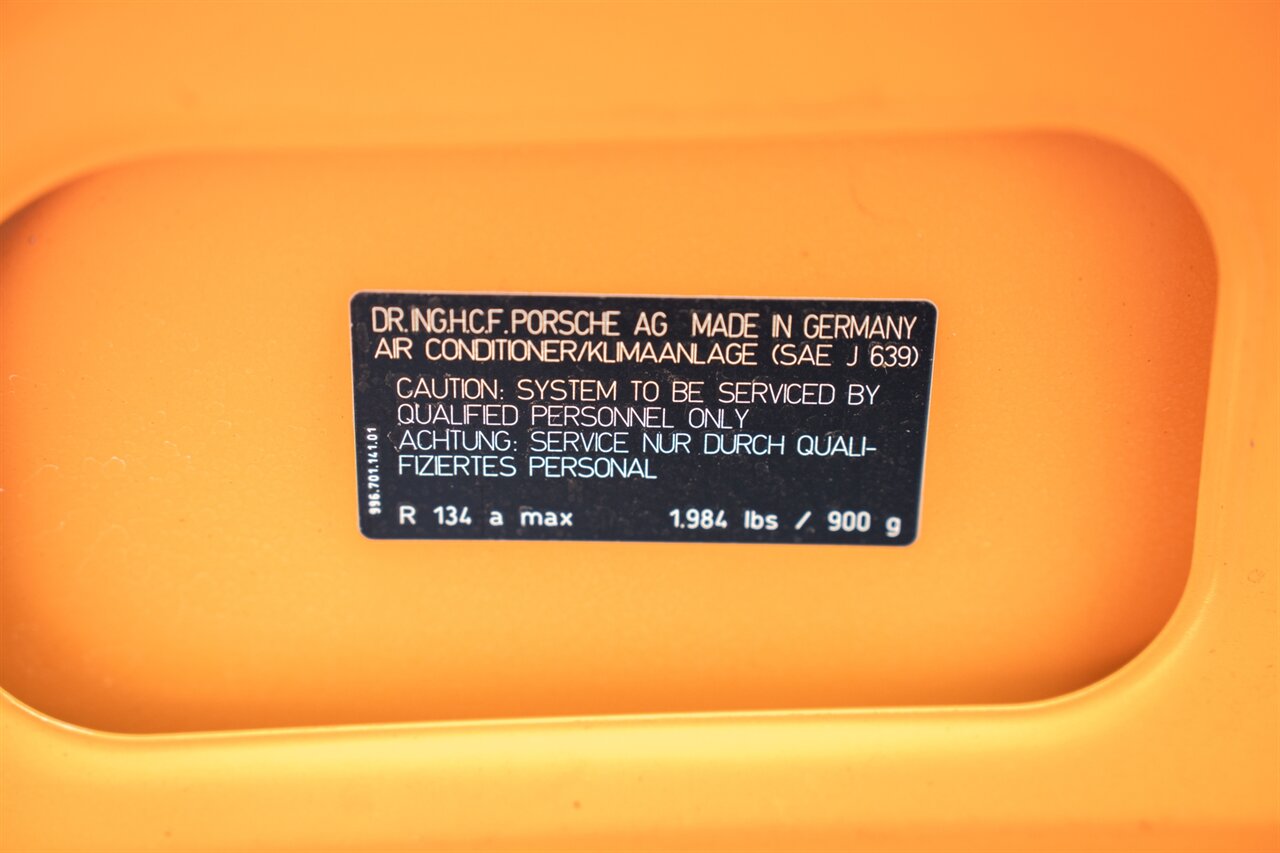 DR.ING.H.C.F.PORSCHE AG MADE IN GERMANY
AIR CONDITIONER/KLIMAANLAGE (SAE J 639)
CAUTION: SYSTEM TO BE SERVICED BY
QUALIFIED PERSONNEL ONLY
ACHTUNG: SERVICE NUR DURCH QUALI-
FIZIERTES PERSONAL
996.701.141.01
R 134 a max 1.984 lbs / 900 g